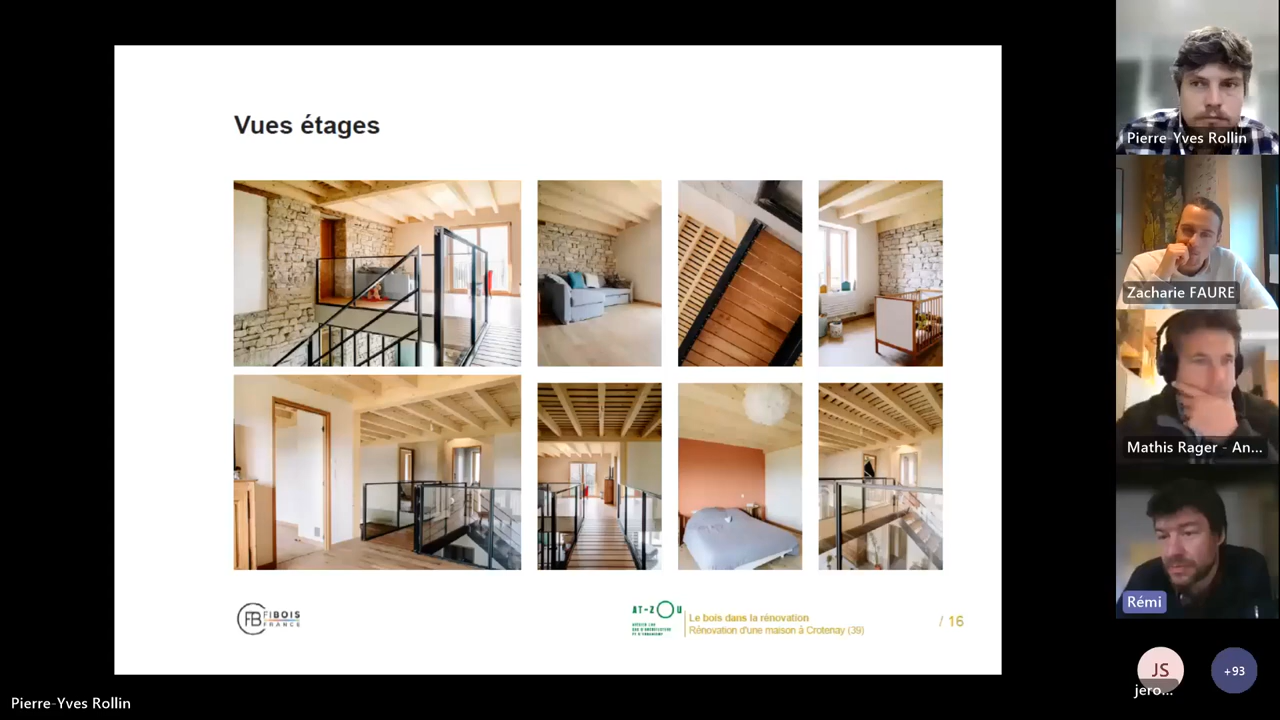 Vues étages
FB FIBOIS
FRANCE
AT-ZOU
Le bois dans la rénovation
Rénovation d'une maison à Crotenay (39)
/ 16
Pierre-Yves Rollin
Zacharie FAURE
Mathis Rager - An...
Rémi
JS
jero...
+93
Pierre-Yves Rollin